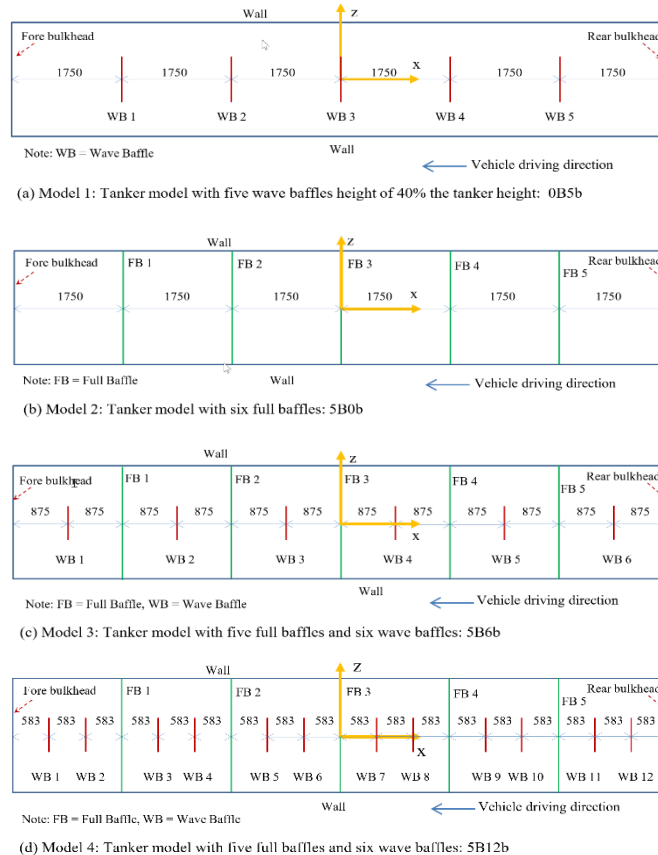 Wall
z
Fore bulkhead
Rear bulkhead
1750 1750 1750 1750 1750 1750
x
WB 1 WB 2 WB 3 WB 4 WB 5
Note: WB = Wave Baffle
Wall
Vehicle driving direction
(a) Model 1: Tanker model with five wave baffles height of 40% the tanker height: 0B5b
Wall
z
Fore bulkhead FB 1 FB 2 FB 3 FB 4 Rear bulkhead
FB 5
1750 1750 1750 1750 1750 1750
x
Note: FB = Full Baffle
Wall
Vehicle driving direction
(b) Model 2: Tanker model with six full baffles: 5B0b
Wall
z
Fore bulkhead FB 1 FB 2 FB 3 FB 4 Rear bulkhead
FB 5
875 875 875 875 875 875 875 875 875 875 875 875
x
WB 1 WB 2 WB 3 WB 4 WB 5 WB 6
Wall
Note: FB = Full Baffle, WB = Wave Baffle
Vehicle driving direction
(c) Model 3: Tanker model with five full baffles and six wave baffles: 5B6b
Wall
Z
Fore bulkhead FB 1 FB 2 FB 3 FB 4 Rear bulkhead
FB 5
583 583 583 583 583 583 583 583 583 583 583 583 583 583 583 583 583 583
X
WB 1 WB 2 WB 3 WB 4 WB 5 WB 6 WB 7 WB 8 WB 9 WB 10 WB 11 WB 12
Wall
Note: FB = Full Baffle, WB = Wave Baffle
Vehicle driving direction
(d) Model 4: Tanker model with five full baffles and six wave baffles: 5B12b